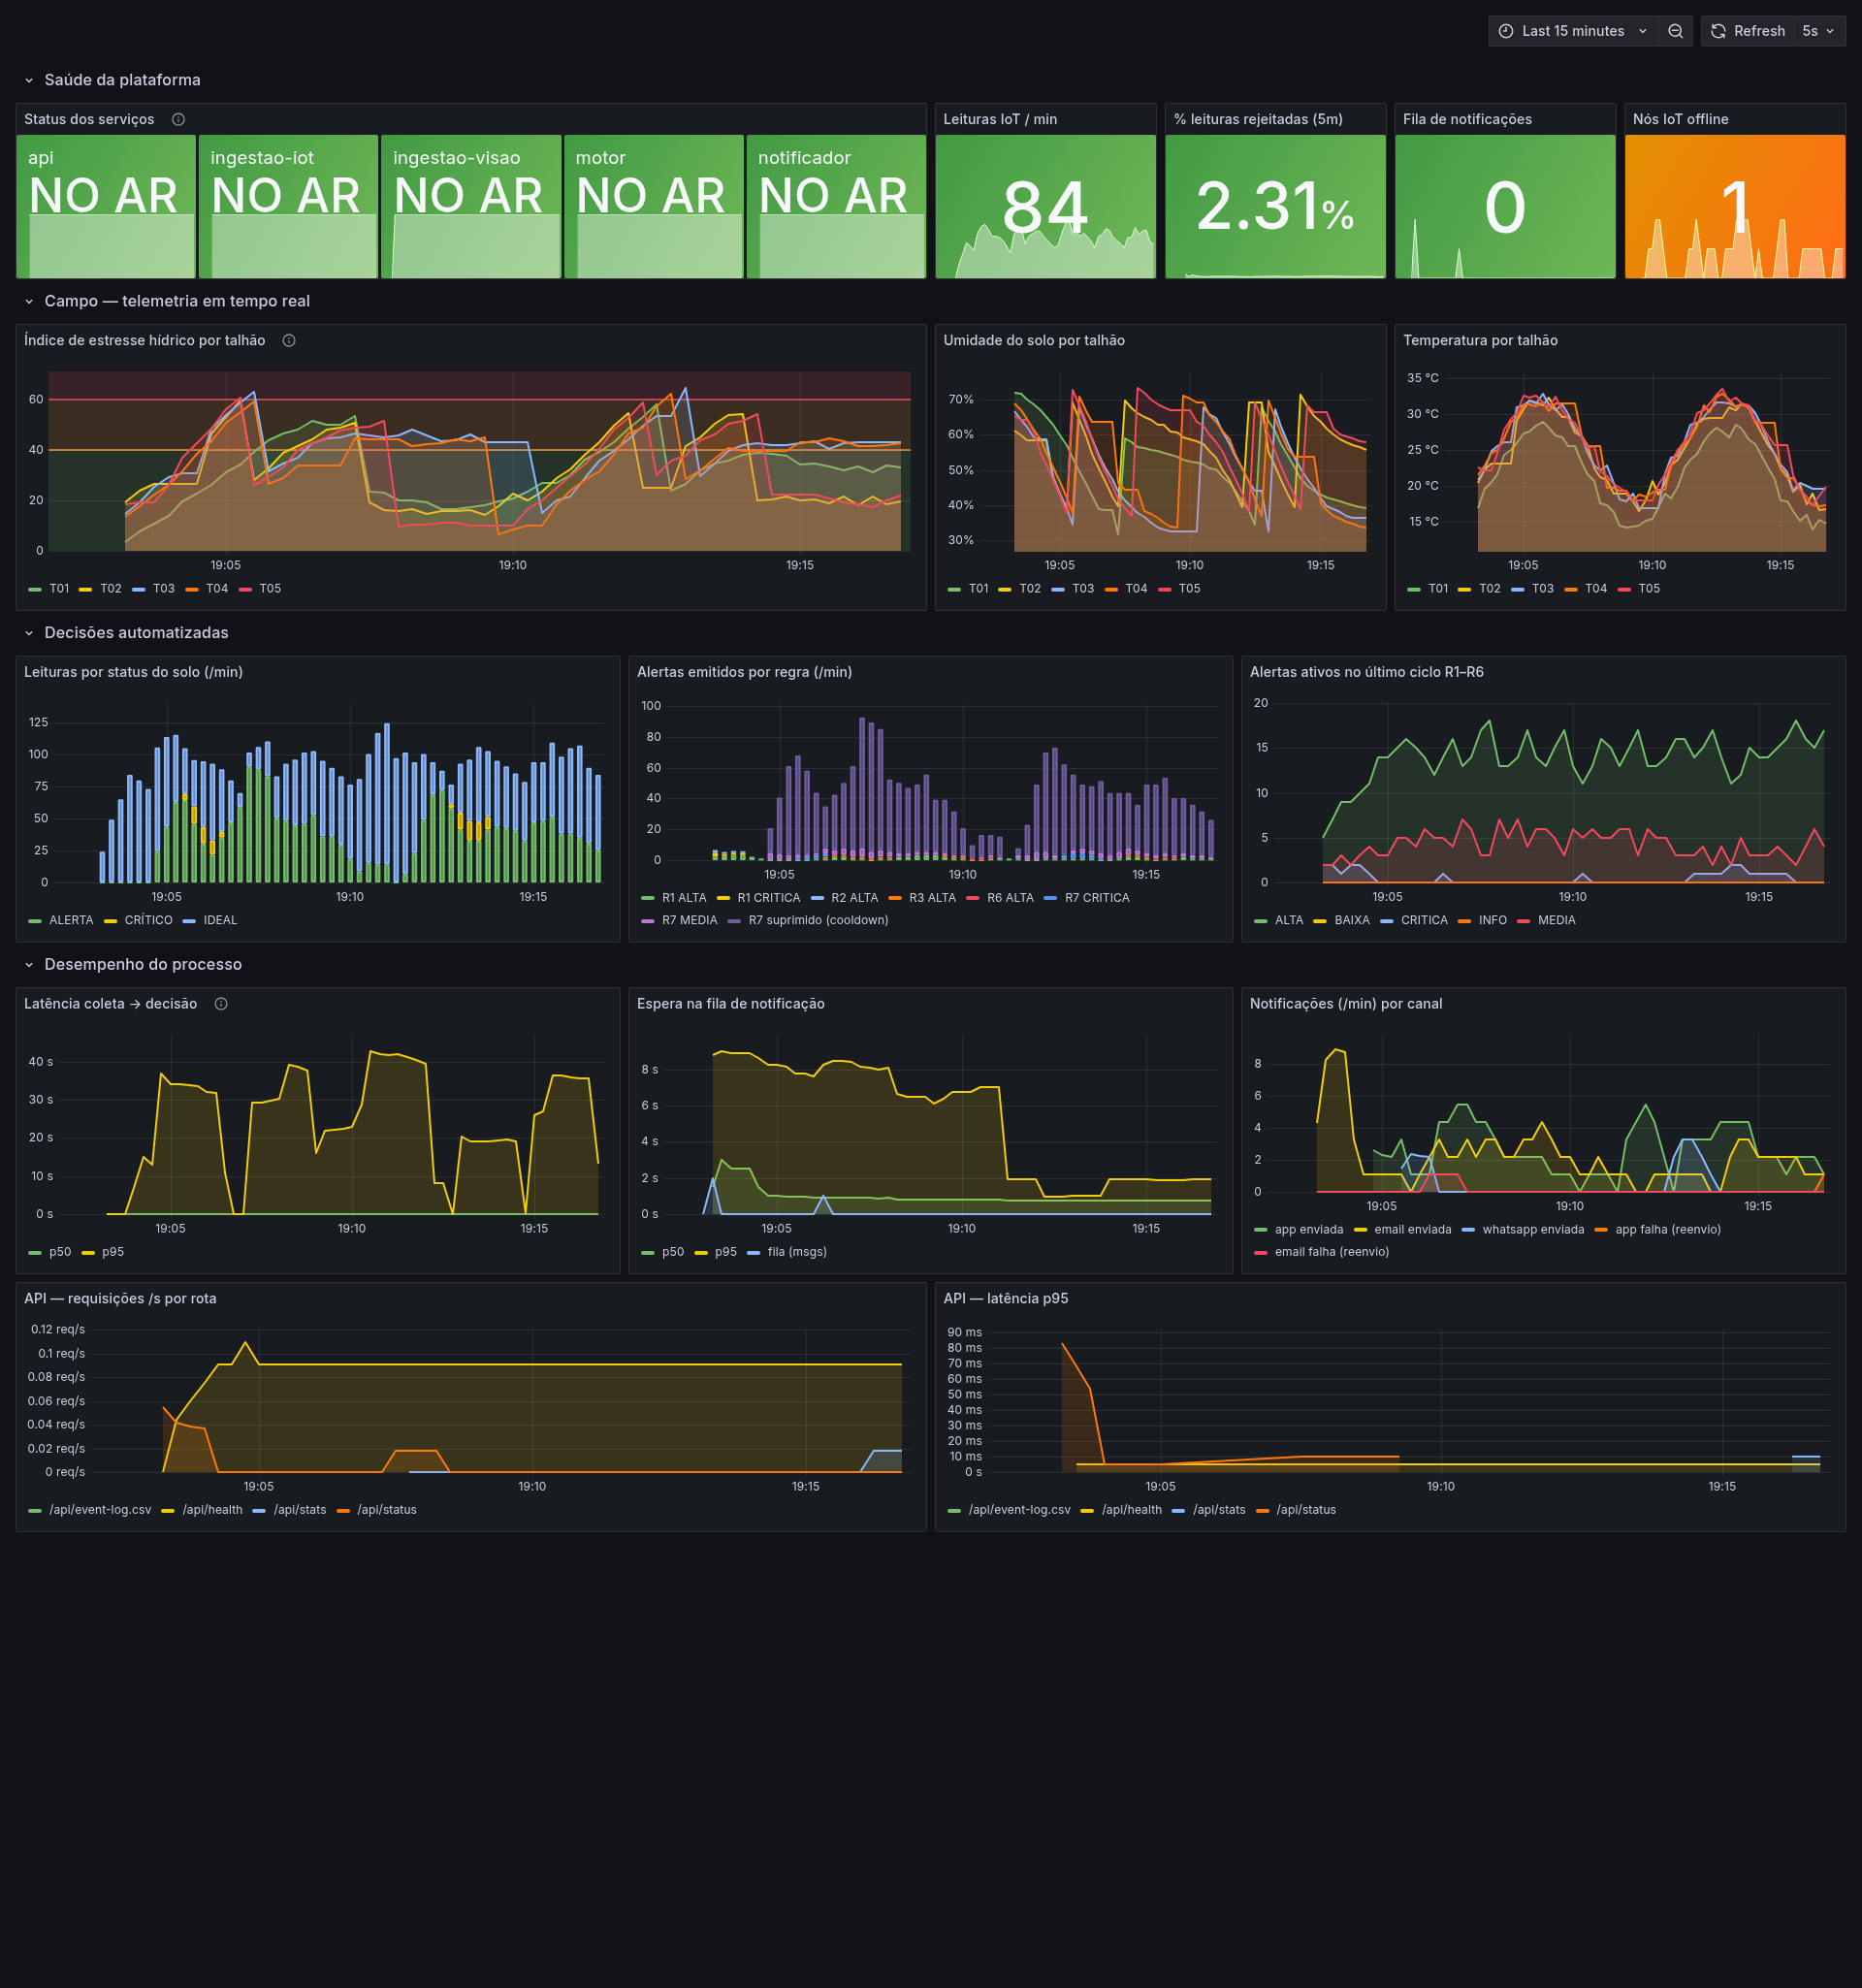 Last 15 minutes
Refresh
5s
Saúde da plataforma
Status dos serviços
api
NO AR
ingestao-iot
NO AR
ingestao-visao
NO AR
motor
NO AR
notificador
NO AR
Leituras IoT / min
84
% leituras rejeitadas (5m)
2.31%
Fila de notificações
0
Nós IoT offline
1
Campo — telemetria em tempo real
Índice de estresse hídrico por talhão
60
40
20
0
19:05 19:10 19:15
T01 T02 T03 T04 T05
Umidade do solo por talhão
70%
60%
50%
40%
30%
19:05 19:10 19:15
T01 T02 T03 T04 T05
Temperatura por talhão
35 °C
30 °C
25 °C
20 °C
15 °C
19:05 19:10 19:15
T01 T02 T03 T04 T05
Decisões automatizadas
Leituras por status do solo (/min)
125
100
75
50
25
0
19:05 19:10 19:15
ALERTA CRÍTICO IDEAL
Alertas emitidos por regra (/min)
100
80
60
40
20
0
19:05 19:10 19:15
R1 ALTA R1 CRITICA R2 ALTA R3 ALTA R6 ALTA R7 CRITICA
R7 MEDIA R7 suprimido (cooldown)
Alertas ativos no último ciclo R1–R6
20
15
10
5
0
19:05 19:10 19:15
ALTA BAIXA CRITICA INFO MEDIA
Desempenho do processo
Latência coleta → decisão
40 s
30 s
20 s
10 s
0 s
19:05 19:10 19:15
p50 p95
Espera na fila de notificação
8 s
6 s
4 s
2 s
0 s
19:05 19:10 19:15
p50 p95 fila (msgs)
Notificações (/min) por canal
8
6
4
2
0
19:05 19:10 19:15
app enviada email enviada whatsapp enviada app falha (reenvio)
email falha (reenvio)
API — requisições /s por rota
0.12 req/s
0.1 req/s
0.08 req/s
0.06 req/s
0.04 req/s
0.02 req/s
0 req/s
19:05 19:10 19:15
/api/event-log.csv /api/health /api/stats /api/status
API — latência p95
90 ms
80 ms
70 ms
60 ms
50 ms
40 ms
30 ms
20 ms
10 ms
0 s
19:05 19:10 19:15
/api/event-log.csv /api/health /api/stats /api/status